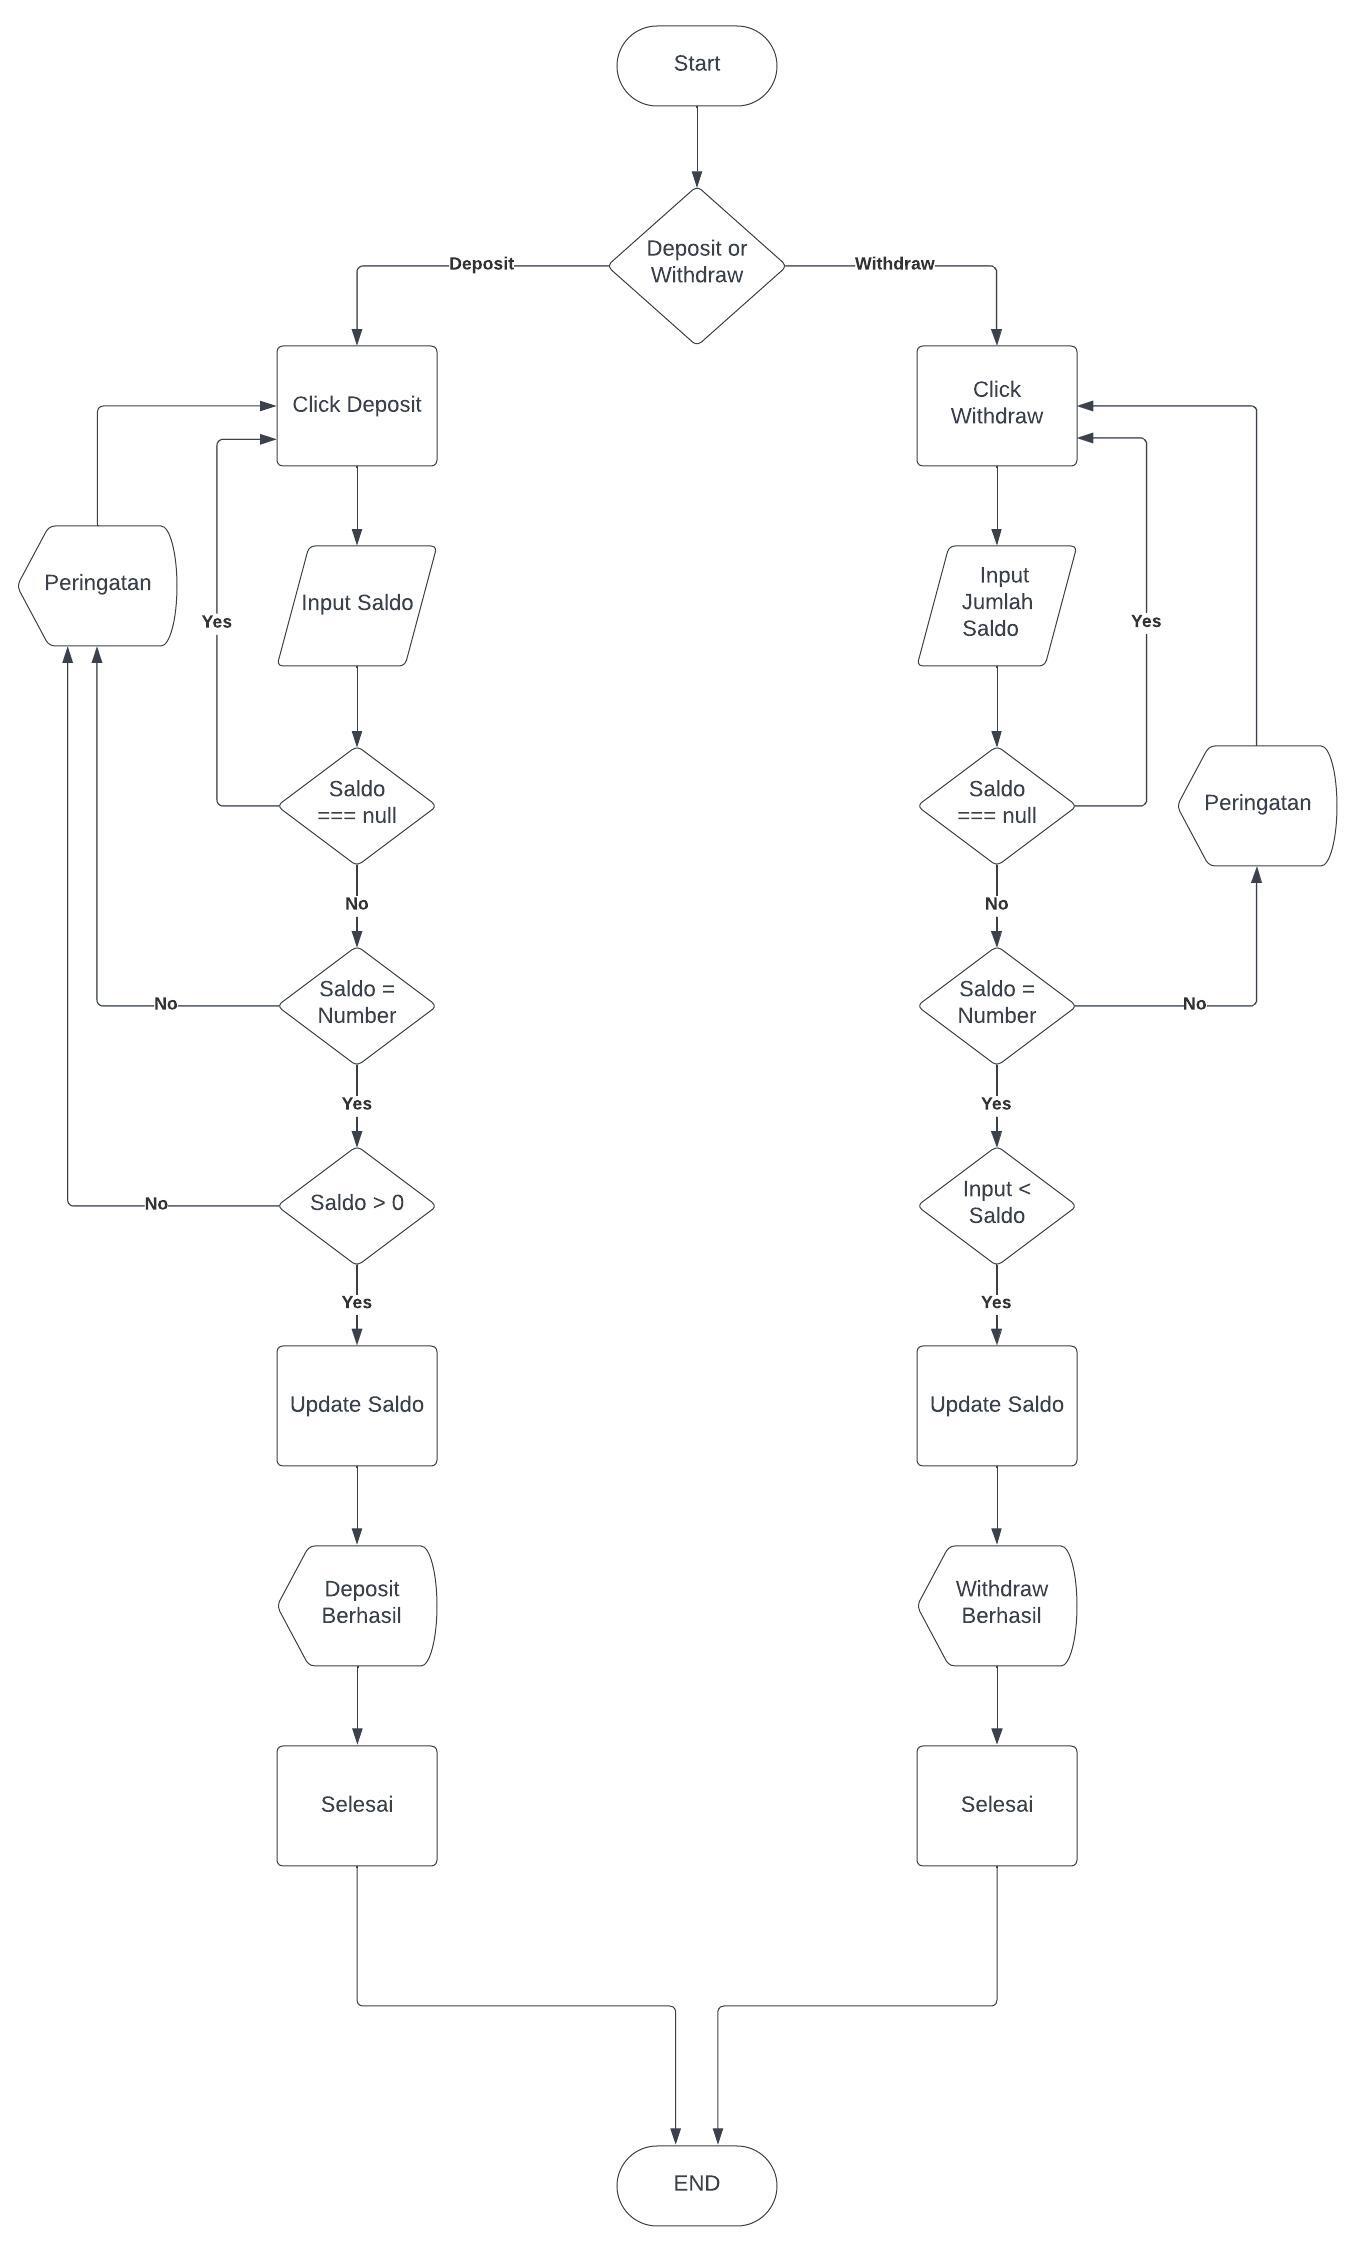 Start
Deposit or
Withdraw
Deposit
Withdraw
Click Deposit
Click
Withdraw
Peringatan
Input Saldo
Yes
Input
Jumlah
Saldo
Yes
Saldo
=== null
Saldo
=== null
Peringatan
No
No
Saldo =
Number
No
Saldo =
Number
No
Yes
Yes
Saldo > 0
No
Input <
Saldo
Yes
Yes
Update Saldo
Update Saldo
Deposit
Berhasil
Withdraw
Berhasil
Selesai
Selesai
END